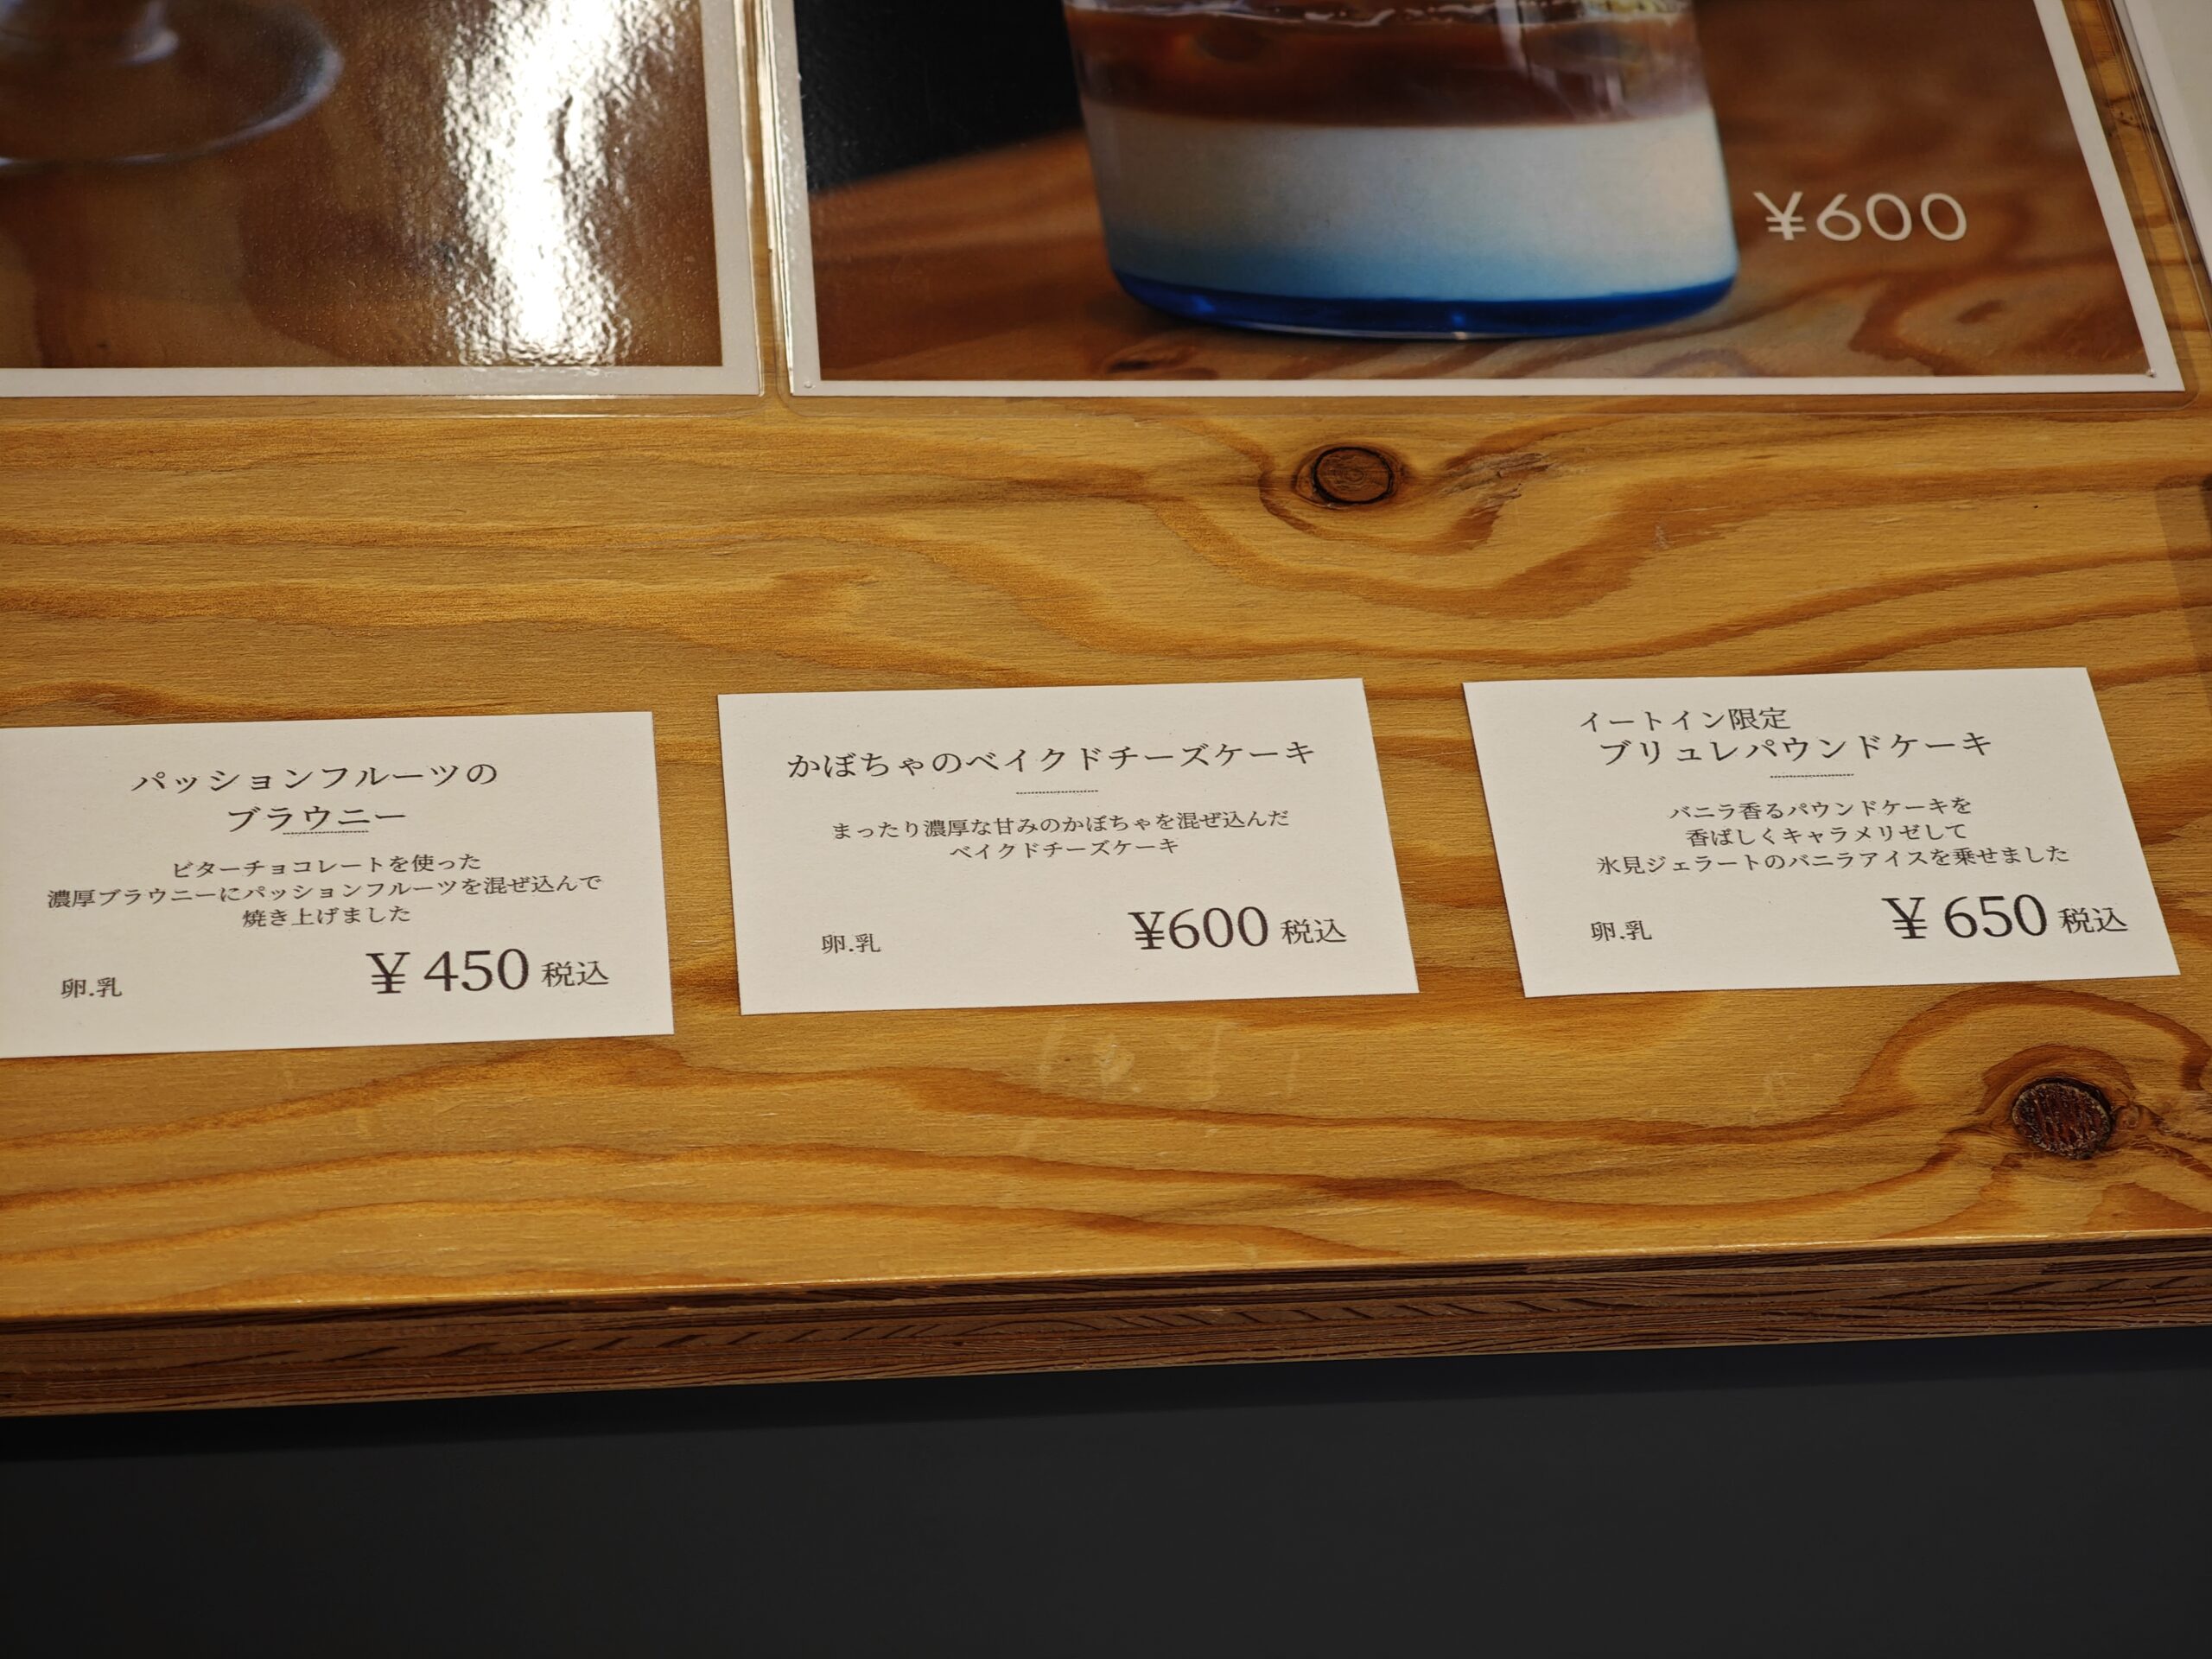 ¥600
パッションフルーツの
ブラウニー
ビターチョコレートを使った
濃厚ブラウニーにパッションフルーツを混ぜ込んで
焼き上げました
卵.乳
¥ 450 税込
かぼちゃのベイクドチーズケーキ
まったり濃厚な甘みのかぼちゃを混ぜ込んだ
ベイクドチーズケーキ
卵.乳
¥600 税込
イートイン限定
ブリュレパウンドケーキ
バニラ香るパウンドケーキを
香ばしくキャラメリゼして
氷見ジェラートのバニラアイスを乗せました
卵.乳
¥ 650 税込